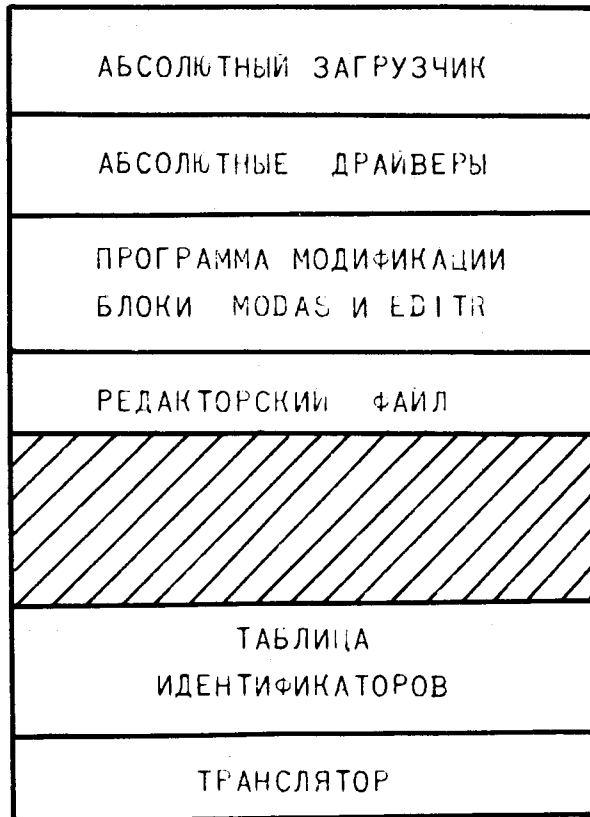 АБСОЛЮТНЫЙ ЗАГРУЗЧИК
АБСОЛЮТНЫЕ ДРАЙВЕРЫ
ПРОГРАММА МОДИФИКАЦИИ
БЛОКИ MODAS И EDITR
РЕДАКТОРСКИЙ ФАЙЛ
ТАБЛИЦА
ИДЕНТИФИКАТОРОВ
ТРАНСЛЯТОР